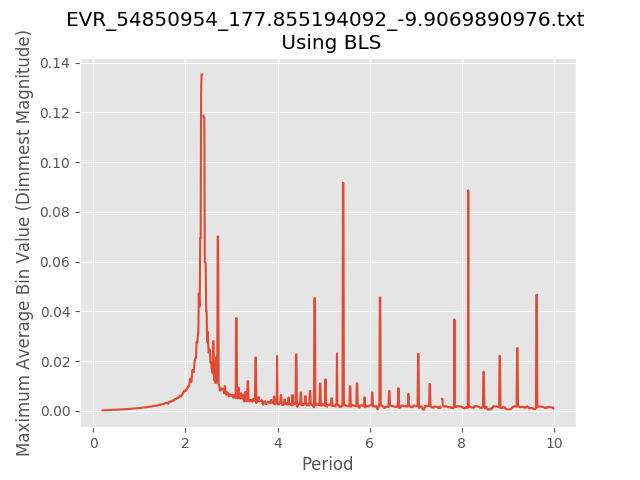 EVR_54850954_177.855194092_-9.9069890976.txt
Using BLS
Maximum Average Bin Value (Dimmest Magnitude)
0.14
0.12
0.10
0.08
0.06
0.04
0.02
0.00
0 2 4 6 8 10
Period